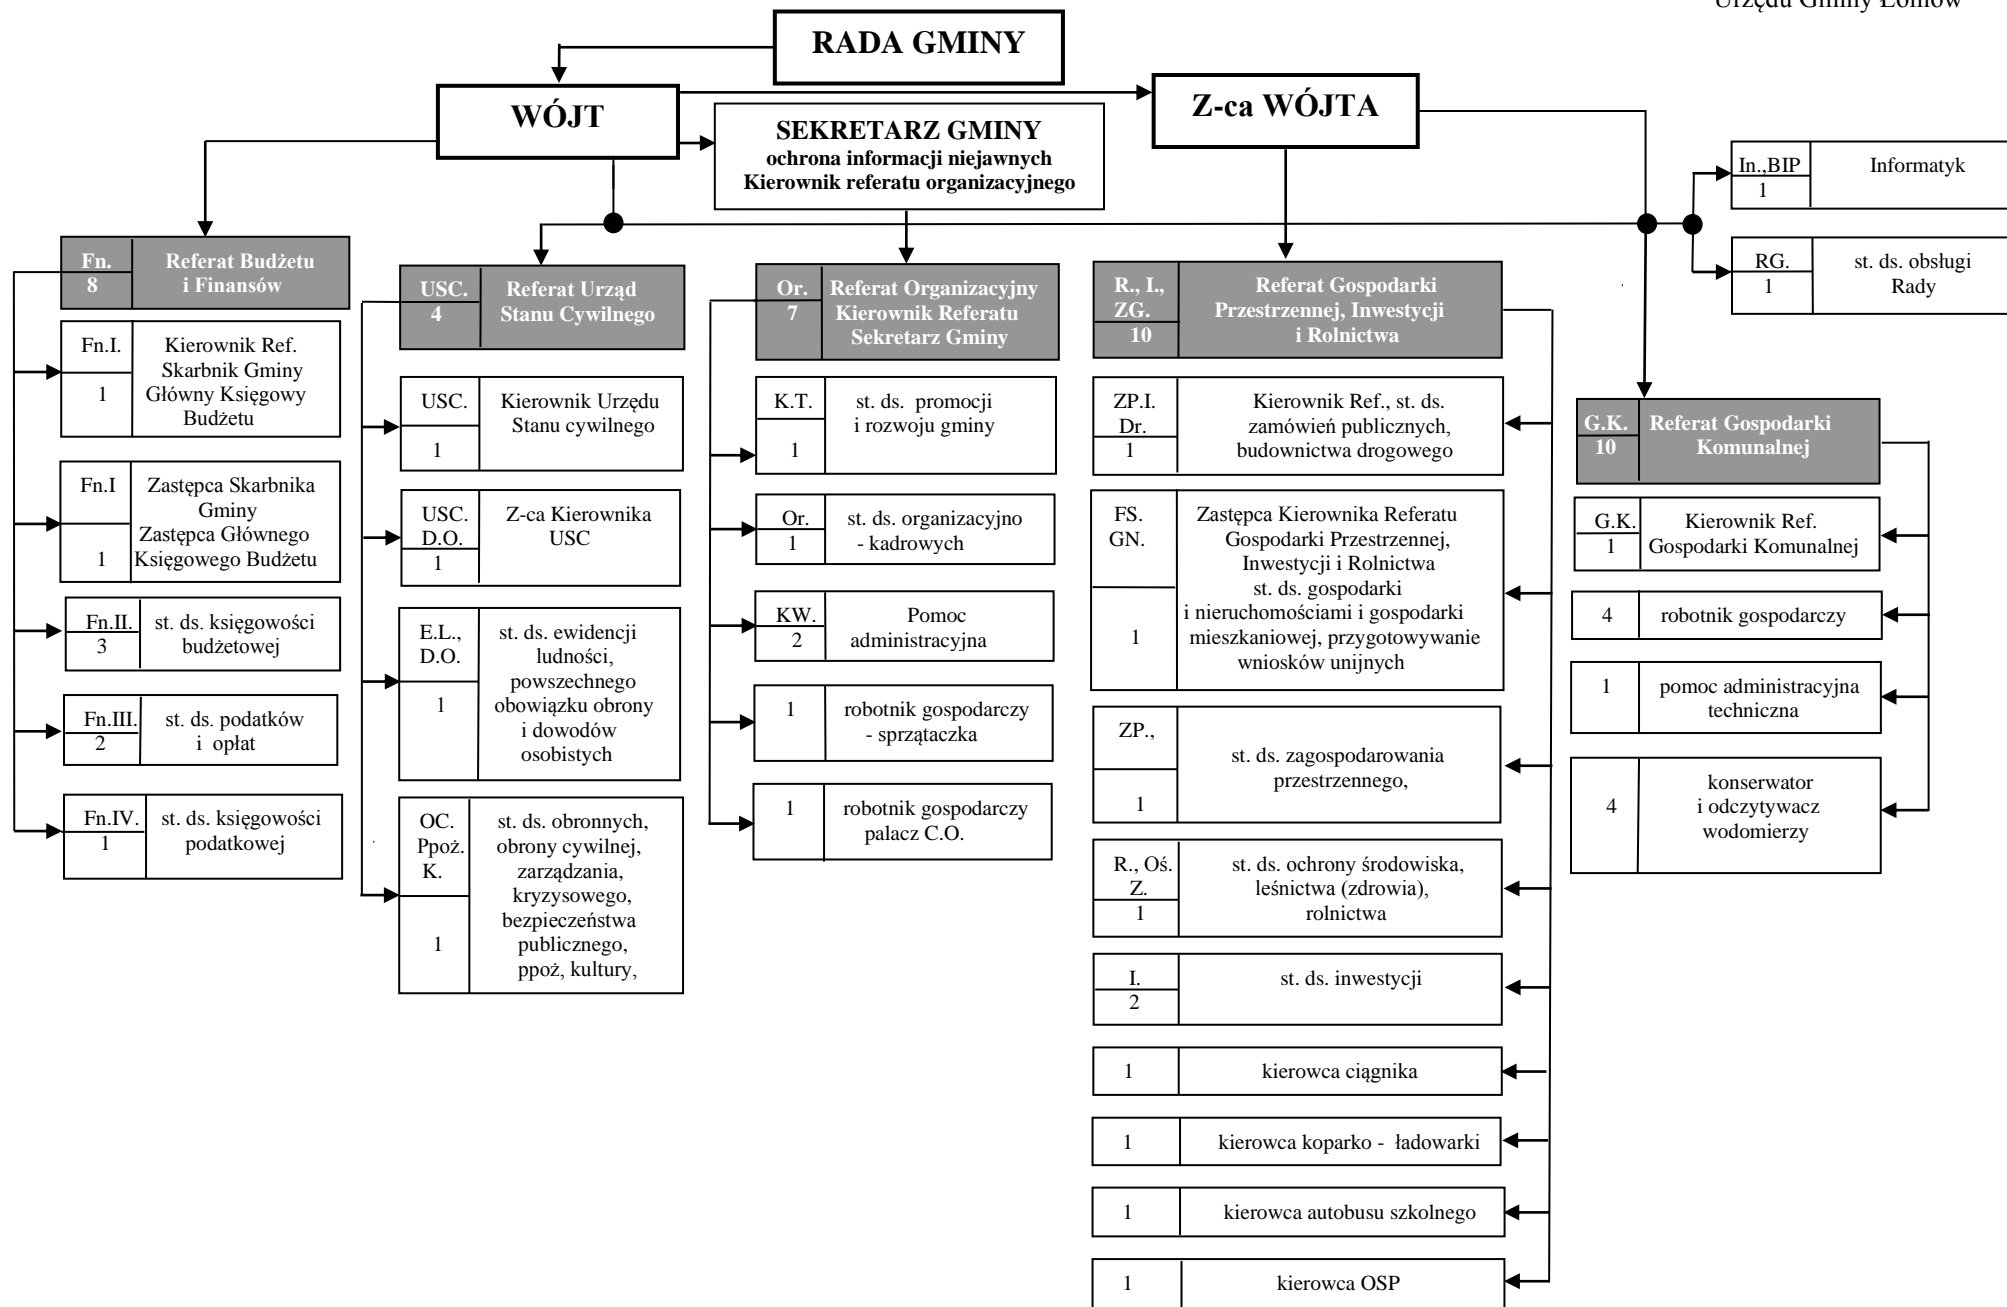 Urzędu Gminy Łoniów
RADA GMINY
WÓJT
Z-ca WÓJTA
SEKRETARZ GMINY
ochrona informacji niejawnych
Kierownik referatu organizacyjnego
In.,BIP
1
Informatyk
RG.
1
st. ds. obsługi
Rady
Fn.
8
Referat Budżetu
i Finansów
Fn.I.
1
Kierownik Ref.
Skarbnik Gminy
Główny Księgowy
Budżetu
Fn.I
1
Zastępca Skarbnika
Gminy
Zastępca Głównego
Księgowego Budżetu
Fn.II.
3
st. ds. księgowości
budżetowej
Fn.III.
2
st. ds. podatków
i opłat
Fn.IV.
1
st. ds. księgowości
podatkowej
USC.
4
Referat Urząd
Stanu Cywilnego
USC.
1
Kierownik Urzędu
Stanu cywilnego
USC.
D.O.
1
Z-ca Kierownika
USC
E.L.,
D.O.
1
st. ds. ewidencji
ludności,
powszechnego
obowiązku obrony
i dowodów
osobistych
OC.
Ppoż.
K.
1
st. ds. obronnych,
obrony cywilnej,
zarządzania,
kryzysowego,
bezpieczeństwa
publicznego,
ppoż, kultury,
Or.
7
Referat Organizacyjny
Kierownik Referatu
Sekretarz Gminy
K.T.
1
st. ds. promocji
i rozwoju gminy
Or.
1
st. ds. organizacyjno
- kadrowych
KW.
2
Pomoc
administracyjna
1
robotnik gospodarczy
- sprzątaczka
1
robotnik gospodarczy
palacz C.O.
R., I.,
ZG.
10
Referat Gospodarki
Przestrzennej, Inwestycji
i Rolnictwa
ZP.I.
Dr.
1
Kierownik Ref., st. ds.
zamówień publicznych,
budownictwa drogowego
FS.
GN.
1
Zastępca Kierownika Referatu
Gospodarki Przestrzennej,
Inwestycji i Rolnictwa
st. ds. gospodarki
i nieruchomościami i gospodarki
mieszkaniowej, przygotowywanie
wniosków unijnych
ZP.,
1
st. ds. zagospodarowania
przestrzennego,
R., Oś.
Z.
1
st. ds. ochrony środowiska,
leśnictwa (zdrowia),
rolnictwa
I.
2
st. ds. inwestycji
1
kierowca ciągnika
1
kierowca koparko - ładowarki
1
kierowca autobusu szkolnego
1
kierowca OSP
G.K.
10
Referat Gospodarki
Komunalnej
G.K.
1
Kierownik Ref.
Gospodarki Komunalnej
4
robotnik gospodarczy
1
pomoc administracyjna
techniczna
4
konserwator
i odczytywacz
wodomierzy